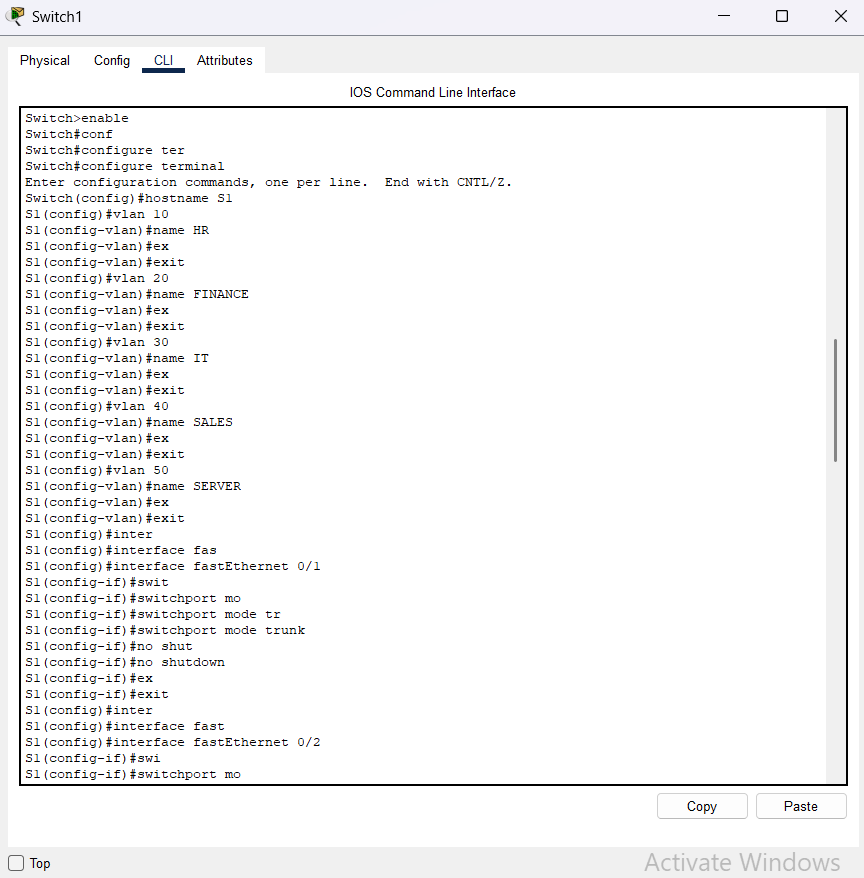 Switch1
Physical Config CLI Attributes
IOS Command Line Interface
Switch>enable
Switch#conf
Switch#configure ter
Switch#configure terminal
Enter configuration commands, one per line.  End with CNTL/Z.
Switch(config)#hostname S1
S1(config)#vlan 10
S1(config-vlan)#name HR
S1(config-vlan)#ex
S1(config-vlan)#exit
S1(config)#vlan 20
S1(config-vlan)#name FINANCE
S1(config-vlan)#ex
S1(config-vlan)#exit
S1(config)#vlan 30
S1(config-vlan)#name IT
S1(config-vlan)#ex
S1(config-vlan)#exit
S1(config)#vlan 40
S1(config-vlan)#name SALES
S1(config-vlan)#ex
S1(config-vlan)#exit
S1(config)#vlan 50
S1(config-vlan)#name SERVER
S1(config-vlan)#ex
S1(config-vlan)#exit
S1(config)#inter
S1(config)#interface fas
S1(config)#interface fastEthernet 0/1
S1(config-if)#swit
S1(config-if)#switchport mo
S1(config-if)#switchport mode tr
S1(config-if)#switchport mode trunk
S1(config-if)#no shut
S1(config-if)#no shutdown
S1(config-if)#ex
S1(config-if)#exit
S1(config)#inter
S1(config)#interface fast
S1(config)#interface fastEthernet 0/2
S1(config-if)#swi
S1(config-if)#switchport mo
Copy Paste
Top
Activate Windows